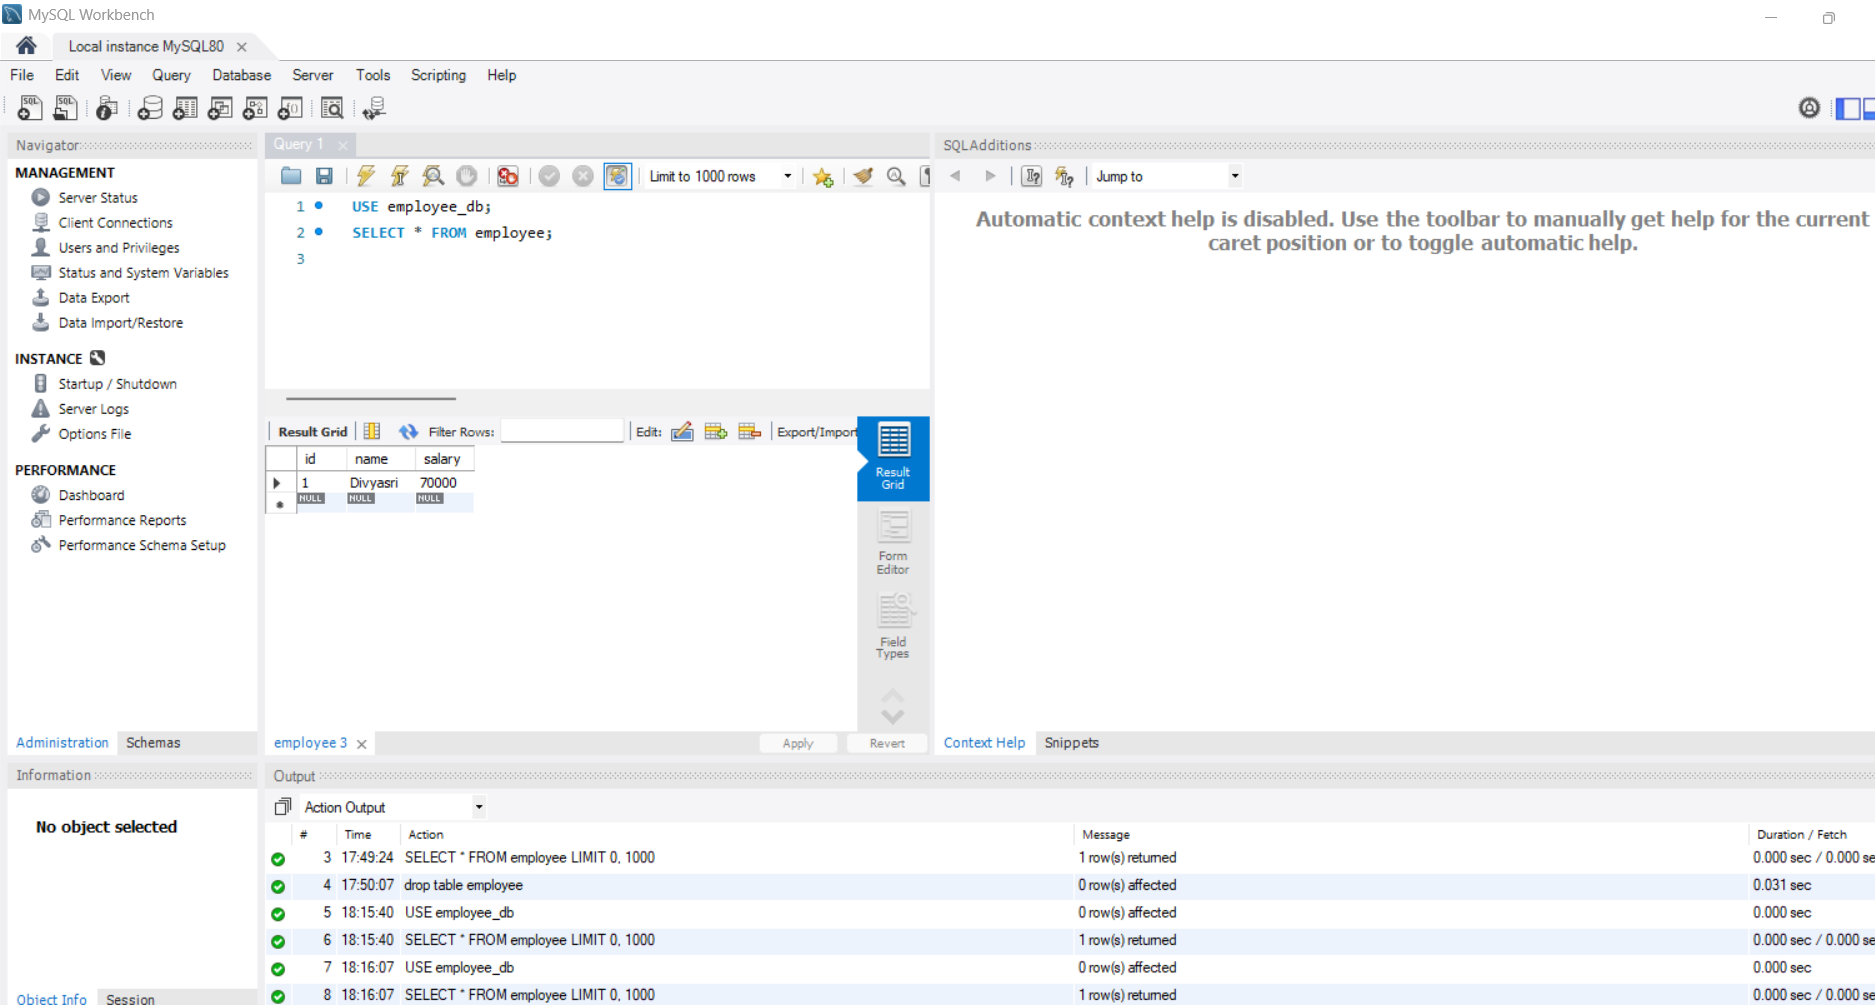 MySQL Workbench
Local instance MySQL80
File Edit View Query Database Server Tools Scripting Help
Navigator
MANAGEMENT
Server Status
Client Connections
Users and Privileges
Status and System Variables
Data Export
Data Import/Restore
INSTANCE
Startup / Shutdown
Server Logs
Options File
PERFORMANCE
Dashboard
Performance Reports
Performance Schema Setup
Administration Schemas
Information
No object selected
Object Info Session
Query 1
Limit to 1000 rows
1 USE employee_db;
2 SELECT * FROM employee;
3
Result Grid Filter Rows: Edit: Export/Import
id name salary
1 Divyasri 70000
NULL NULL NULL
Result
Grid
Form
Editor
Field
Types
employee 3 Apply Revert
SQLAdditions
Jump to
Automatic context help is disabled. Use the toolbar to manually get help for the current
caret position or to toggle automatic help.
Context Help Snippets
Output
Action Output
# Time Action Message Duration / Fetch
3 17:49:24 SELECT * FROM employee LIMIT 0, 1000 1 row(s) returned 0.000 sec / 0.000 se
4 17:50:07 drop table employee 0 row(s) affected 0.031 sec
5 18:15:40 USE employee_db 0 row(s) affected 0.000 sec
6 18:15:40 SELECT * FROM employee LIMIT 0, 1000 1 row(s) returned 0.000 sec / 0.000 se
7 18:16:07 USE employee_db 0 row(s) affected 0.000 sec
8 18:16:07 SELECT * FROM employee LIMIT 0, 1000 1 row(s) returned 0.000 sec / 0.000 se